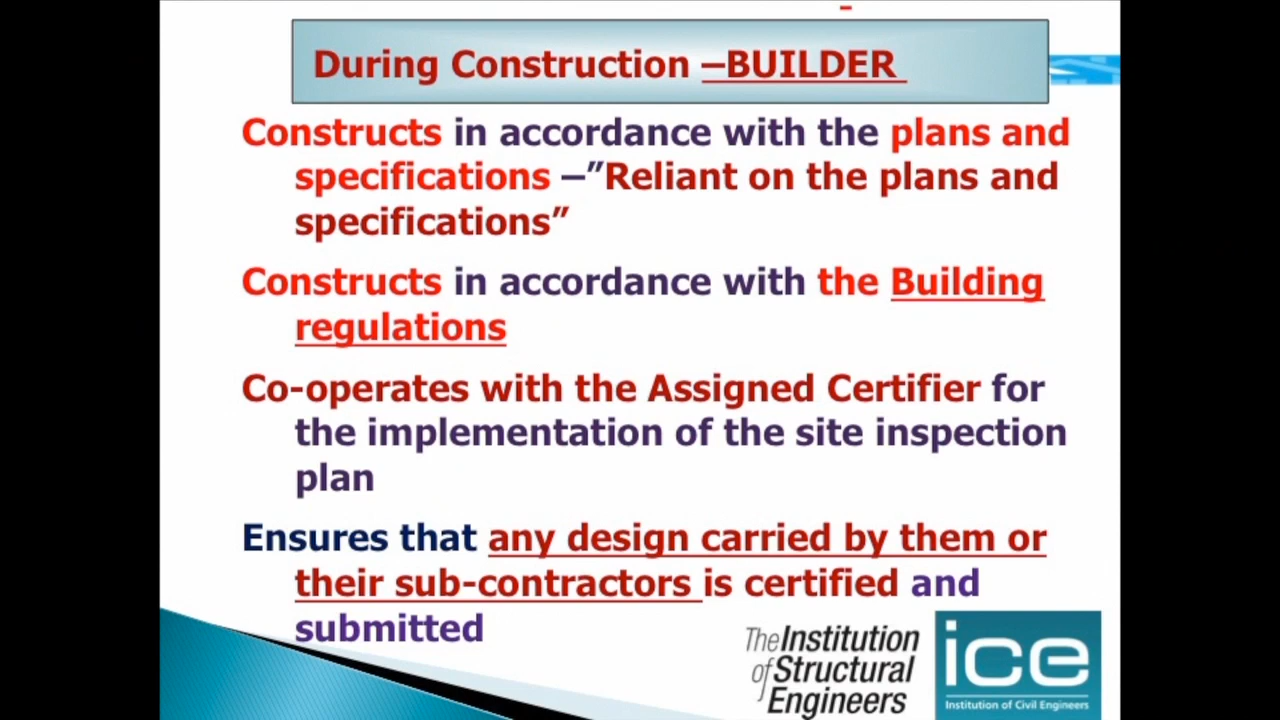 During Construction –BUILDER
Constructs in accordance with the plans and
specifications –”Reliant on the plans and
specifications”
Constructs in accordance with the Building
regulations
Co-operates with the Assigned Certifier for
the implementation of the site inspection
plan
Ensures that any design carried by them or
their sub-contractors is certified and
submitted
The Institution
of Structural
Engineers
ice
Institution of Civil Engineers